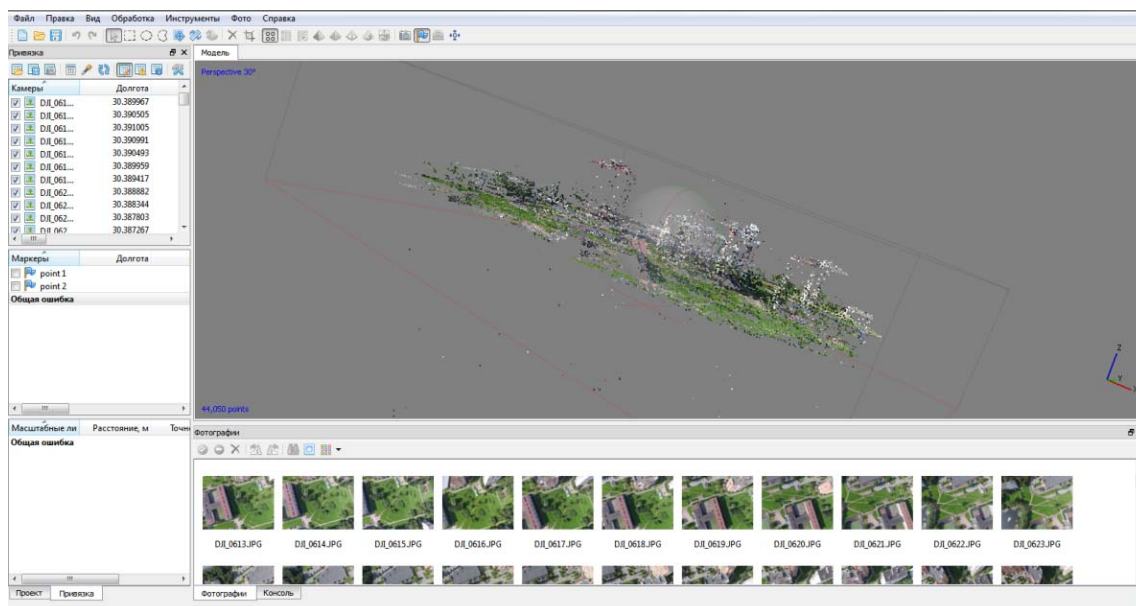 Файл Правка Вид Обработка Инструменты Фото Справка
Привязка
Модель
Perspective 30°
Камеры Долгота
DJI_061... 30.389967
DJI_061... 30.390505
DJI_061... 30.391005
DJI_061... 30.390991
DJI_061... 30.390493
DJI_061... 30.389959
DJI_061... 30.389417
DJI_062... 30.388882
DJI_062... 30.388344
DJI_062... 30.387803
DJI_062 30.387267
Маркеры Долгота
point 1
point 2
Общая ошибка
Z
Y
X
44,050 points
Масштабные ли Расстояние, м Точн
Общая ошибка
Фотографии
DJI_0613.JPG DJI_0614.JPG DJI_0615.JPG DJI_0616.JPG DJI_0617.JPG DJI_0618.JPG DJI_0619.JPG DJI_0620.JPG DJI_0621.JPG DJI_0622.JPG DJI_0623.JPG
Проект Привязка
Фотографии Консоль